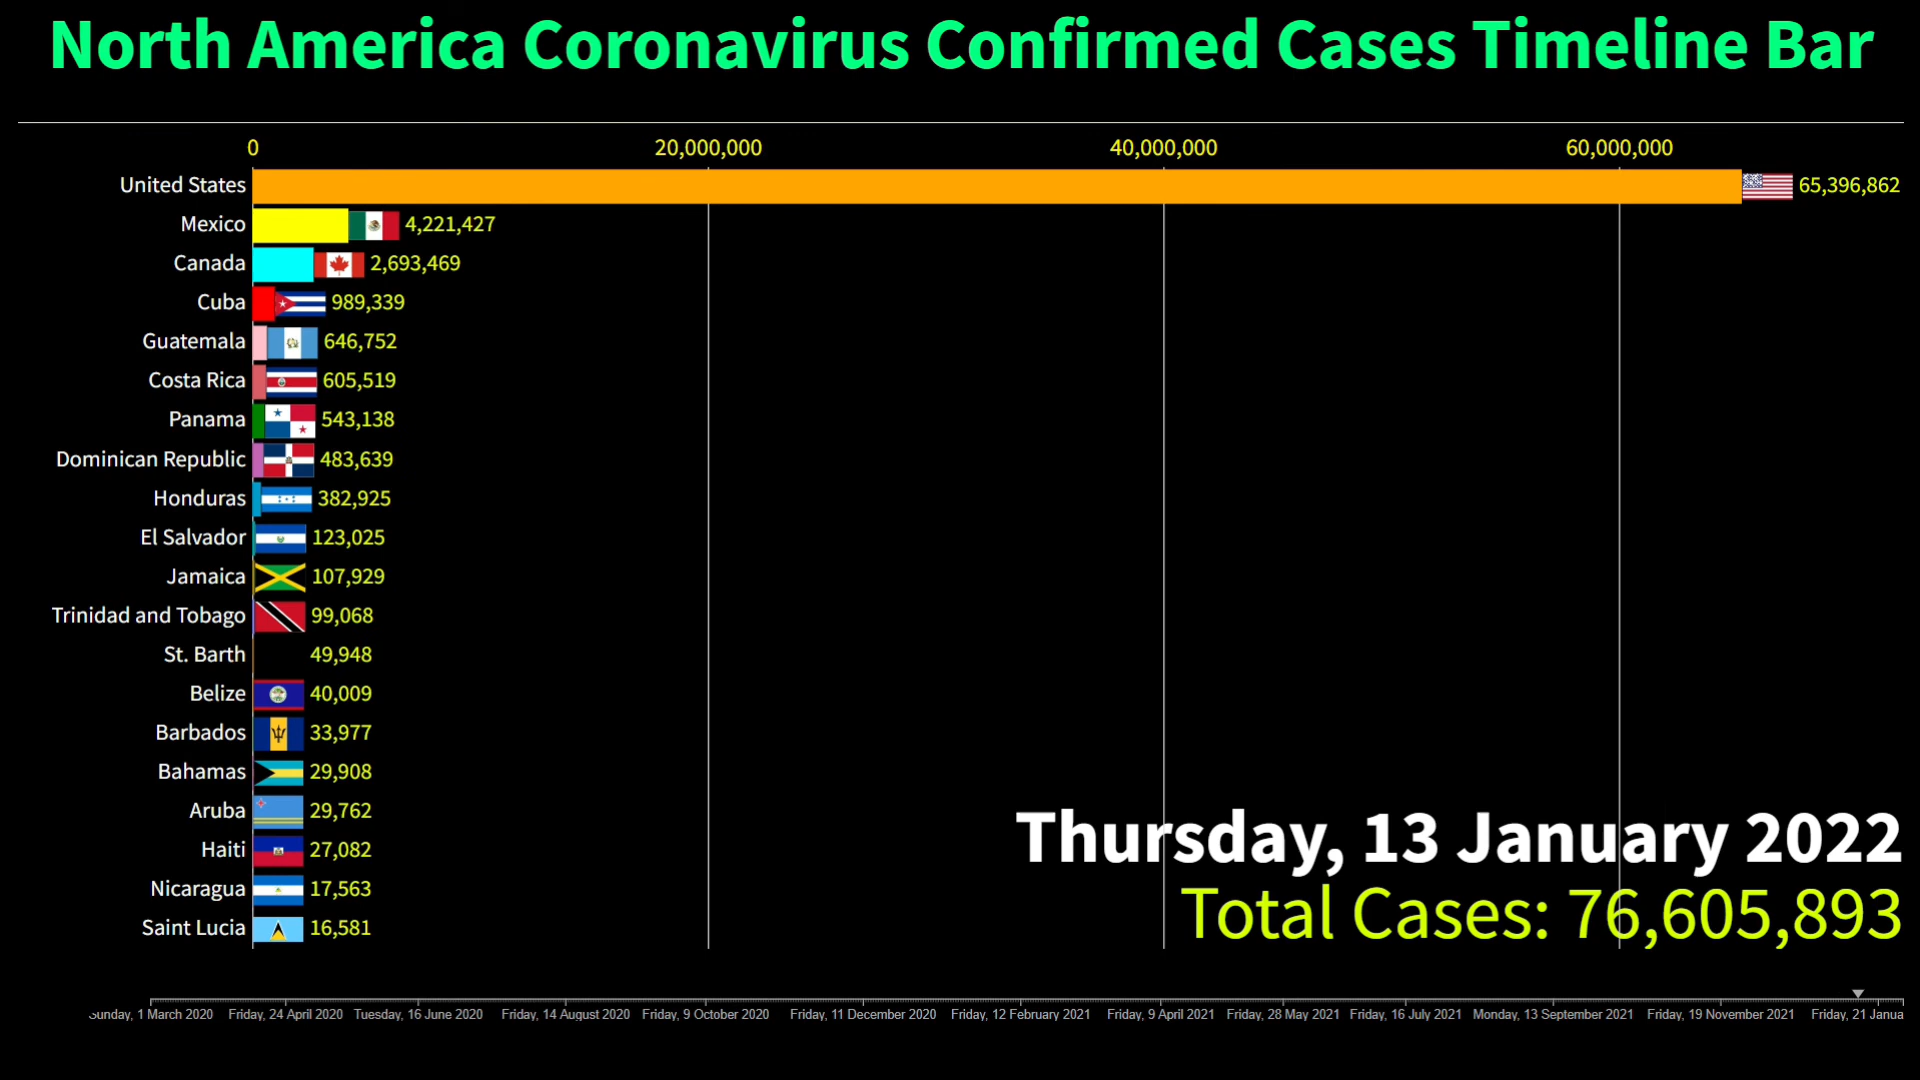 North America Coronavirus Confirmed Cases Timeline Bar
0 20,000,000 40,000,000 60,000,000
United States 65,396,862
Mexico 4,221,427
Canada 2,693,469
Cuba 989,339
Guatemala 646,752
Costa Rica 605,519
Panama 543,138
Dominican Republic 483,639
Honduras 382,925
El Salvador 123,025
Jamaica 107,929
Trinidad and Tobago 99,068
St. Barth 49,948
Belize 40,009
Barbados 33,977
Bahamas 29,908
Aruba 29,762
Haiti 27,082
Nicaragua 17,563
Saint Lucia 16,581
Thursday, 13 January 2022
Total Cases: 76,605,893
Sunday, 1 March 2020 Friday, 24 April 2020 Tuesday, 16 June 2020 Friday, 14 August 2020 Friday, 9 October 2020 Friday, 11 December 2020 Friday, 12 February 2021 Friday, 9 April 2021 Friday, 28 May 2021 Friday, 16 July 2021 Monday, 13 September 2021 Friday, 19 November 2021 Friday, 21 Janua